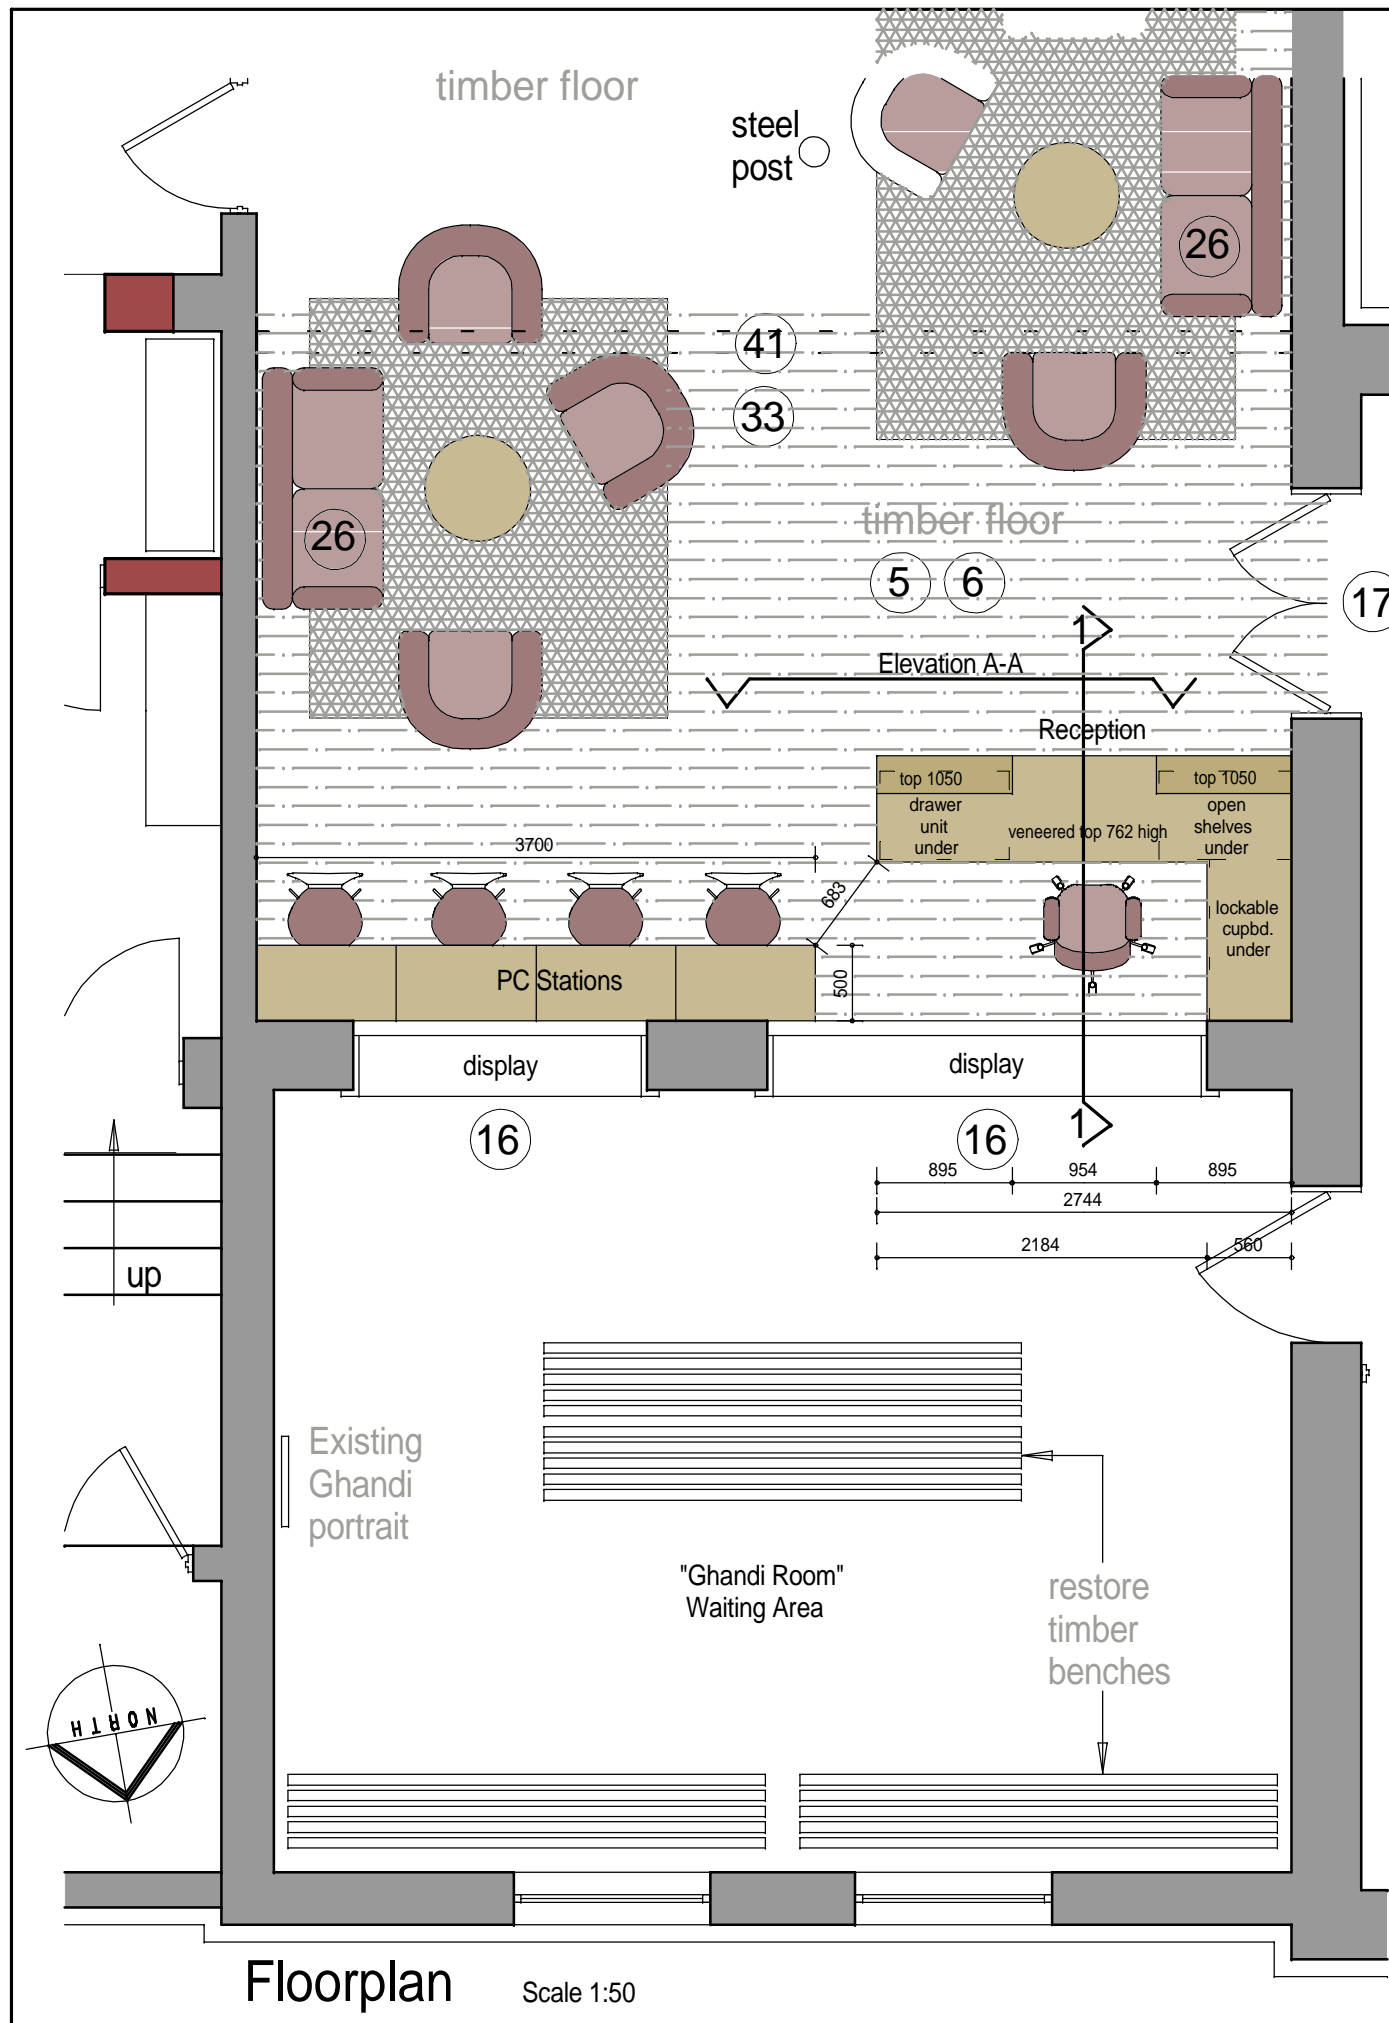 timber floor
steel
post
26
41
33
26
timber floor
5
6
17
1
Elevation A-A
Reception
top 1050
top 1050
drawer
unit
under
veneered top 762 high
open
shelves
under
3700
683
lockable
cupbd.
under
PC Stations
500
display
display
16
16
1
895
954
895
2744
2184
560
up
Existing
Ghandi
portrait
"Ghandi Room"
Waiting Area
restore
timber
benches
NORTH
Floorplan
Scale 1:50